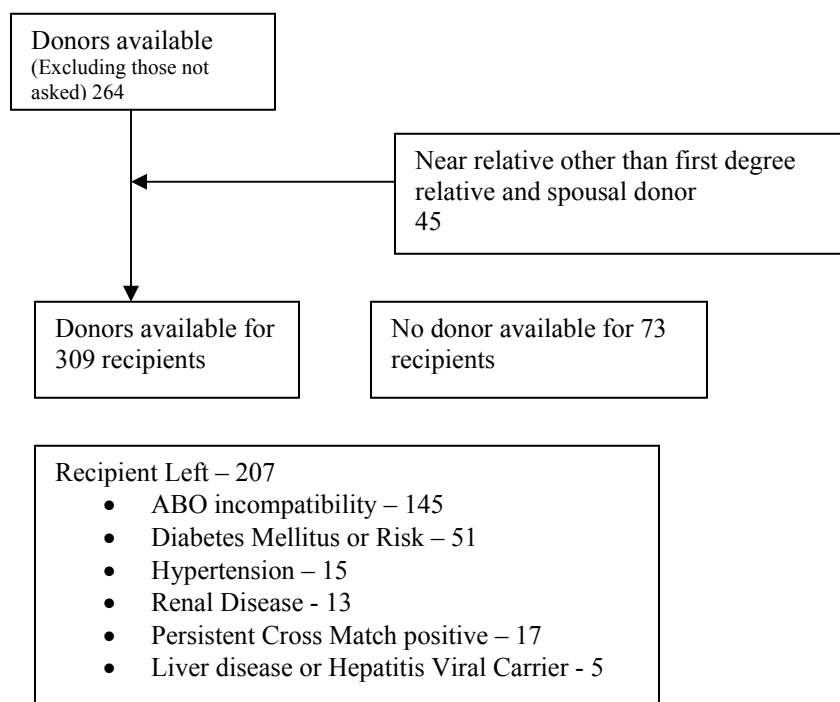 Donors available
(Excluding those not
asked) 264
Near relative other than first degree
relative and spousal donor
45
Donors available for
309 recipients
No donor available for 73
recipients
Recipient Left – 207
• ABO incompatibility – 145
• Diabetes Mellitus or Risk – 51
• Hypertension – 15
• Renal Disease - 13
• Persistent Cross Match positive – 17
• Liver disease or Hepatitis Viral Carrier - 5